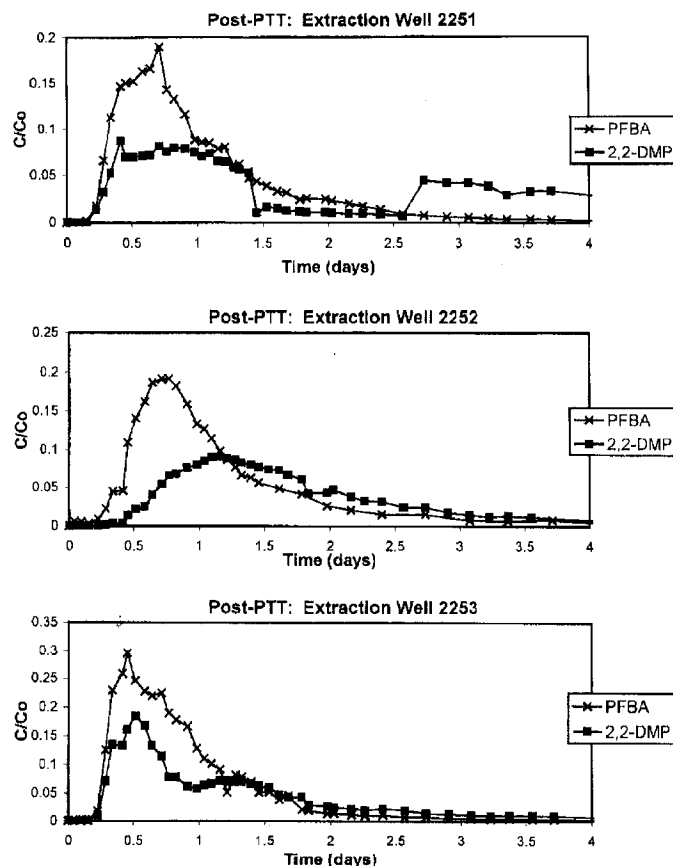 Post-PTT: Extraction Well 2251
0.2
0.15
0.1
0.05
0
C/Co
0 0.5 1 1.5 2 2.5 3 3.5 4
Time (days)
PFBA
2,2-DMP
Post-PTT: Extraction Well 2252
0.25
0.2
0.15
0.1
0.05
0
C/Co
0 0.5 1 1.5 2 2.5 3 3.5 4
Time (days)
PFBA
2,2-DMP
Post-PTT: Extraction Well 2253
0.35
0.3
0.25
0.2
0.15
0.1
0.05
0
C/Co
0 0.5 1 1.5 2 2.5 3 3.5 4
Time (days)
PFBA
2,2-DMP